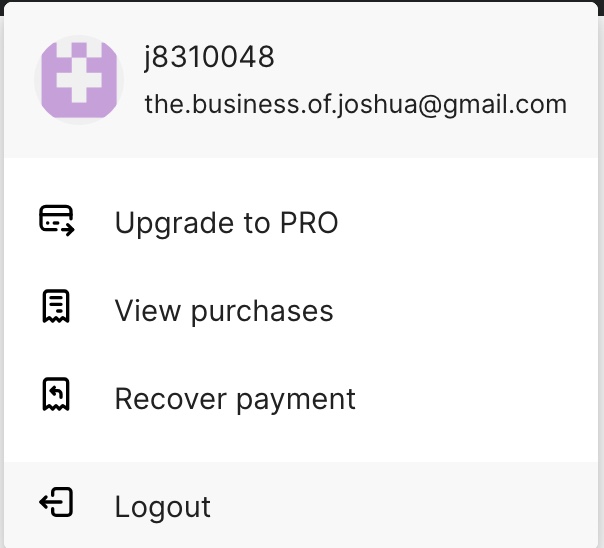 j8310048
the.business.of.joshua@gmail.com
Upgrade to PRO
View purchases
Recover payment
Logout